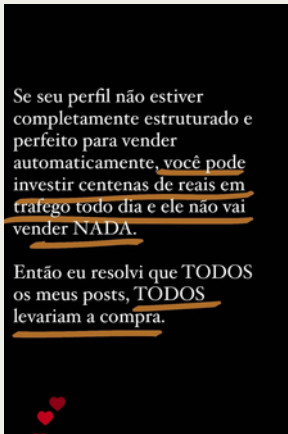 Se seu perfil não estiver
completamente estruturado e
perfeito para vender
automaticamente, você pode
investir centenas de reais em
trafego todo dia e ele não vai
vender NADA.
Então eu resolvi que TODOS
os meus posts, TODOS
levariam a compra.